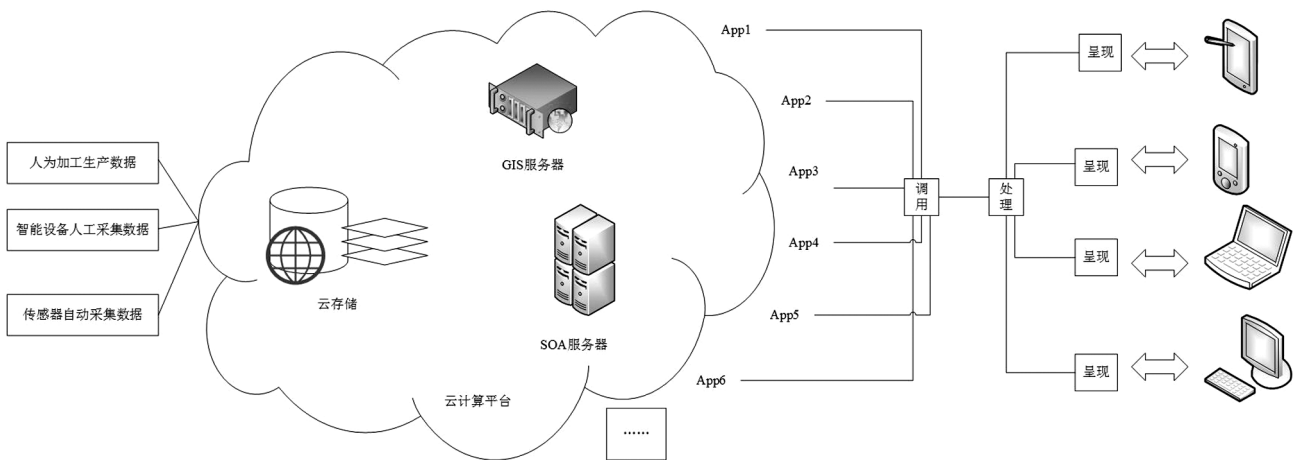 人为加工生产数据
智能设备人工采集数据
传感器自动采集数据
GIS服务器
云存储
SOA服务器
云计算平台
……
App1
App2
App3
App4
App5
App6
调
用
处
理
呈现
呈现
呈现
呈现